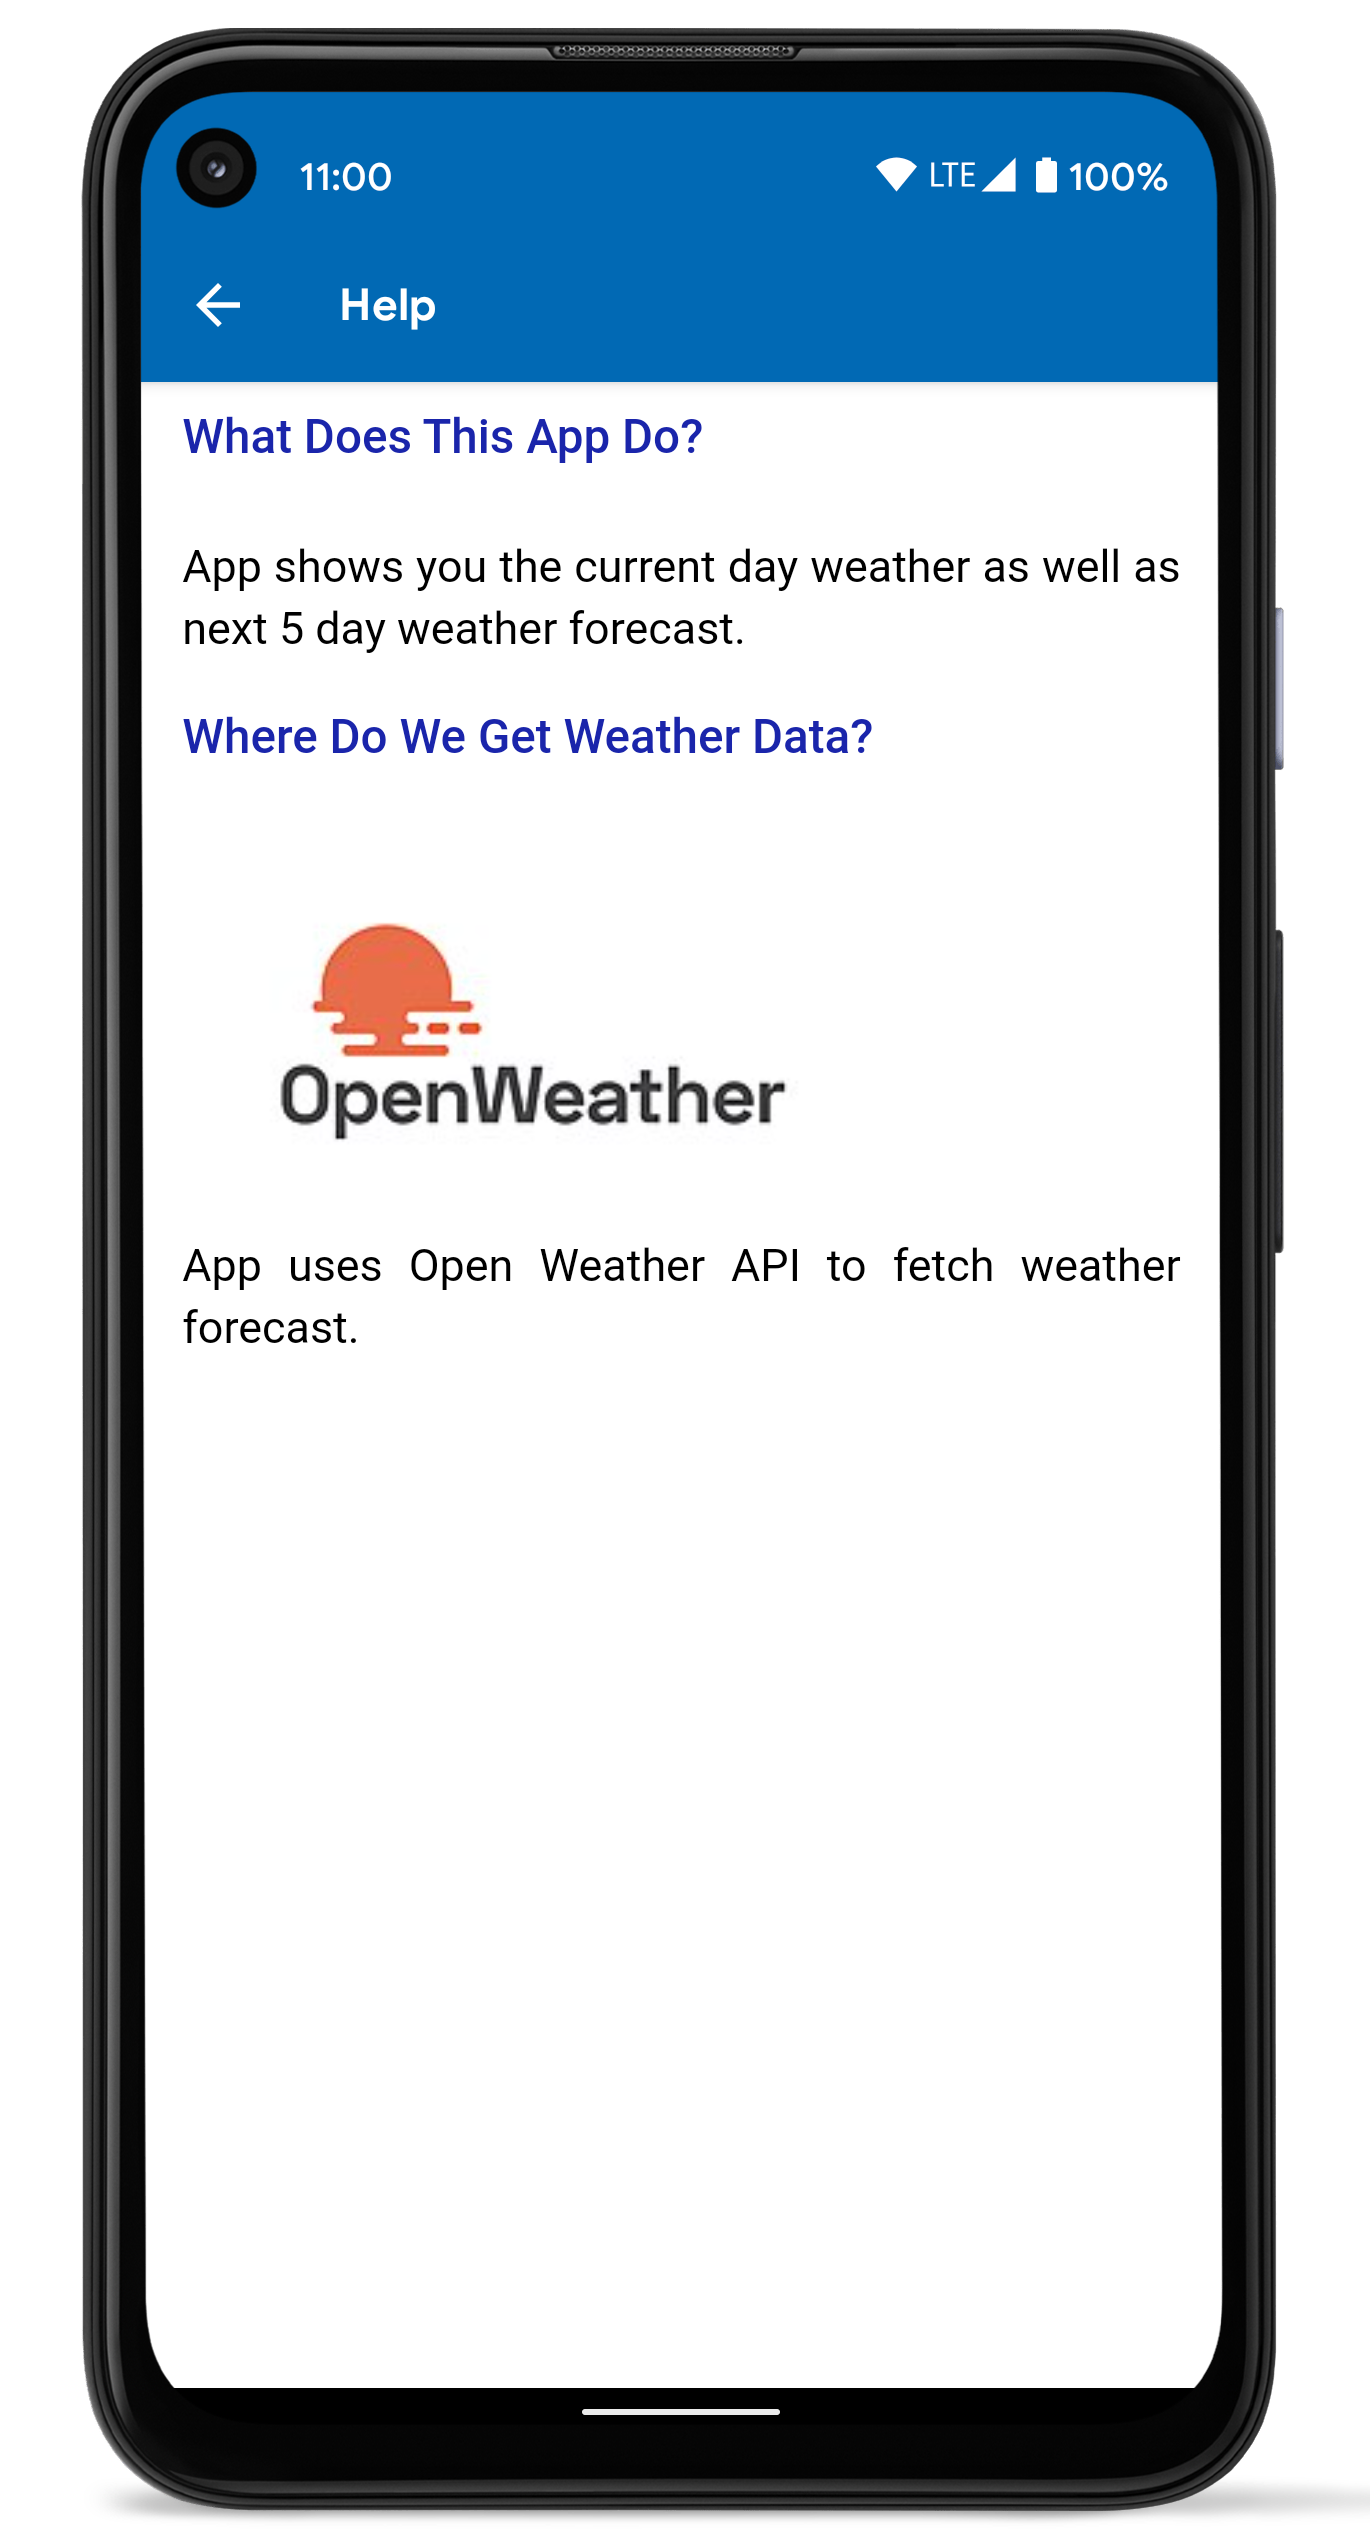 11:00 LTE 100%
Help
What Does This App Do?
App shows you the current day weather as well as
next 5 day weather forecast.
Where Do We Get Weather Data?
OpenWeather
App uses Open Weather API to fetch weather
forecast.